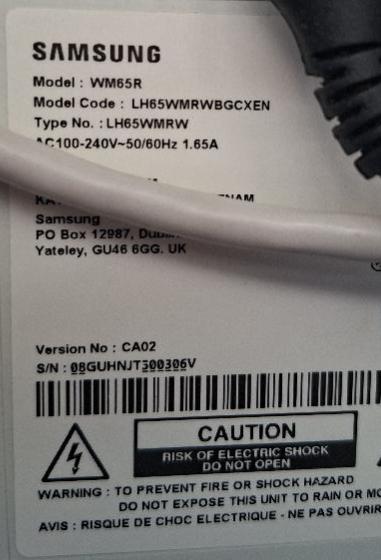 SAMSUNG
Model : WM65R
Model Code : LH65WMRWBGCXEN
Type No. : LH65WMRW
AC100-240V~50/60Hz 1.65A
Samsung
PO Box 12987,
Yateley, GU46 6GG. UK
Version No : CA02
S/N : 08GUHNJT500306V
CAUTION
RISK OF ELECTRIC SHOCK
DO NOT OPEN
WARNING : TO PREVENT FIRE OR SHOCK HAZARD
DO NOT EXPOSE THIS UNIT TO RAIN OR
AVIS : RISQUE DE CHOC ELECTRIQUE - NE PAS